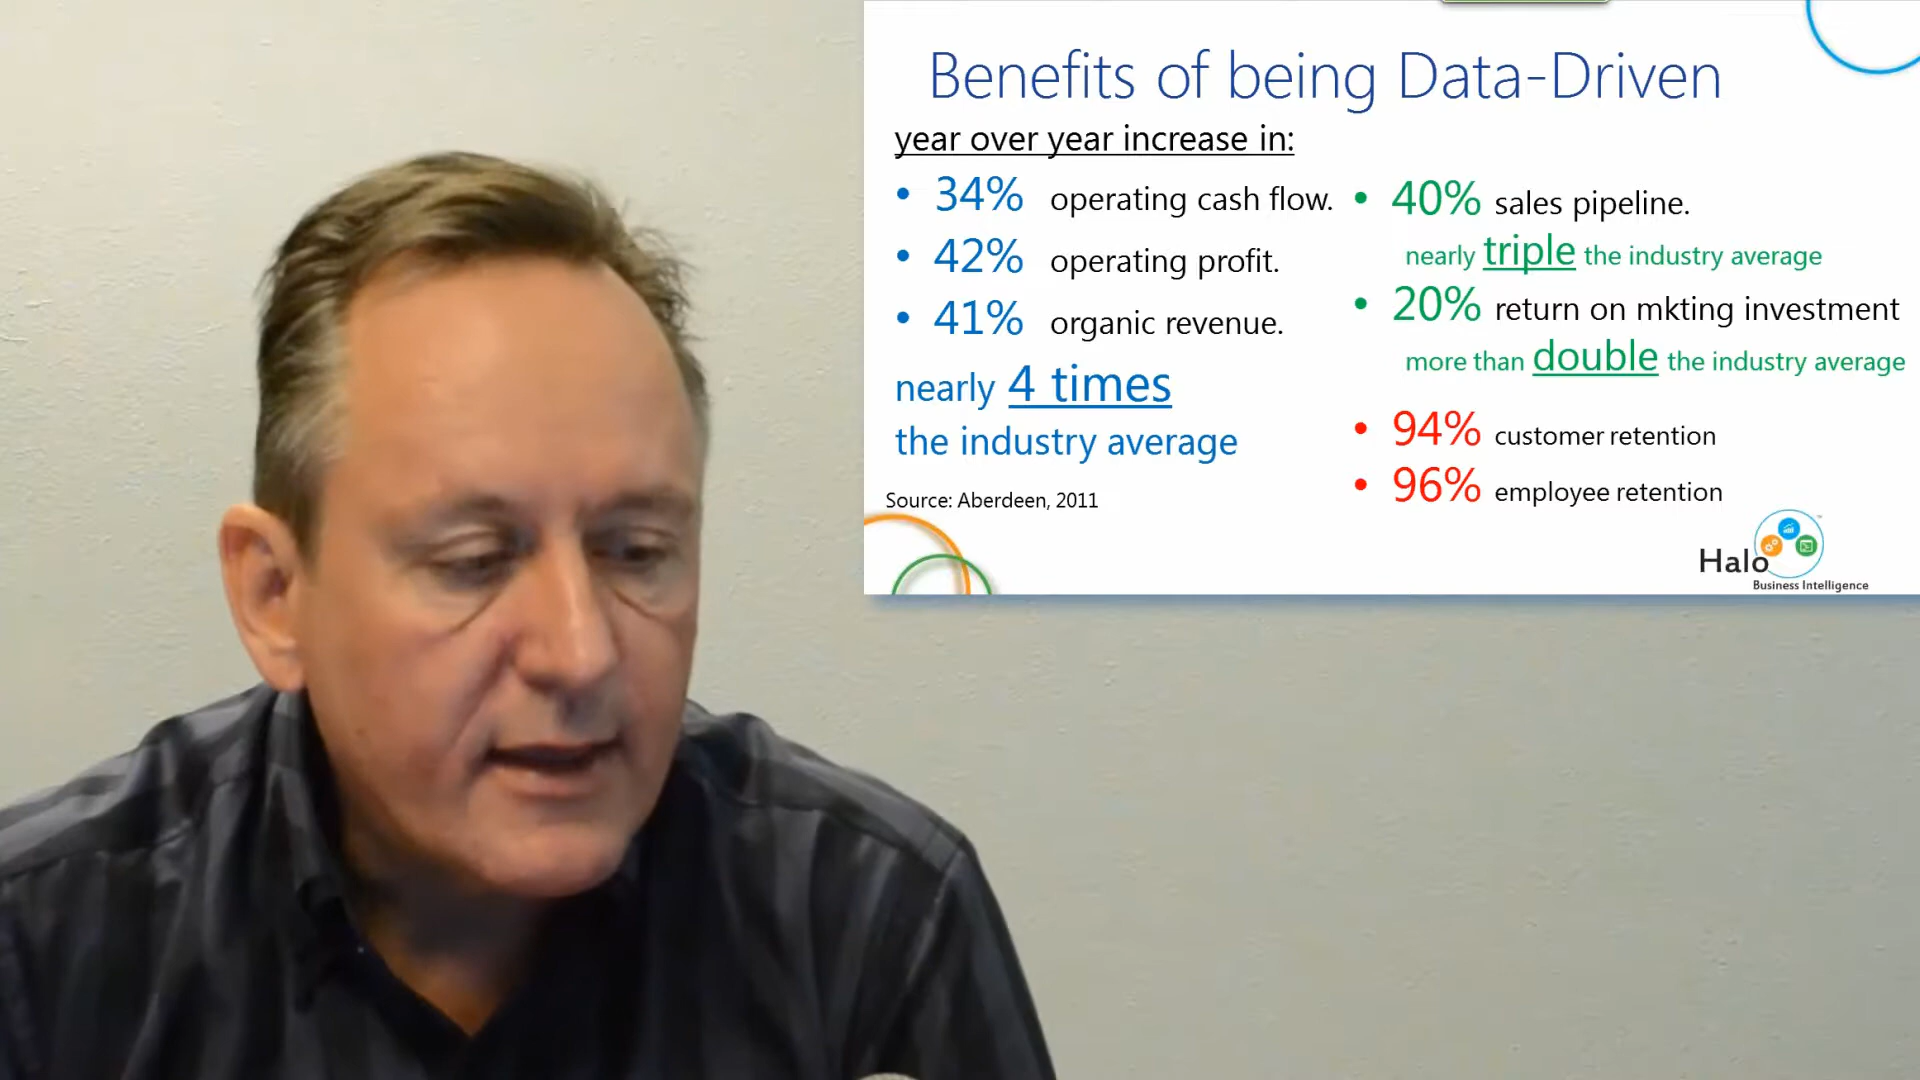 Benefits of being Data-Driven
year over year increase in:
• 34% operating cash flow.
• 42% operating profit.
• 41% organic revenue.
nearly 4 times
the industry average
Source: Aberdeen, 2011
• 40% sales pipeline.
nearly triple the industry average
• 20% return on mkting investment
more than double the industry average
• 94% customer retention
• 96% employee retention
Halo
Business Intelligence